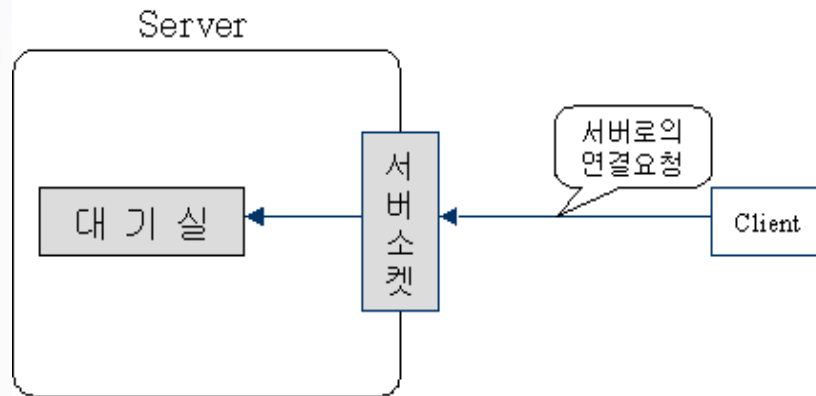 Server
서버로의
연결요청
대 기 실
서
버
소
켓
Client